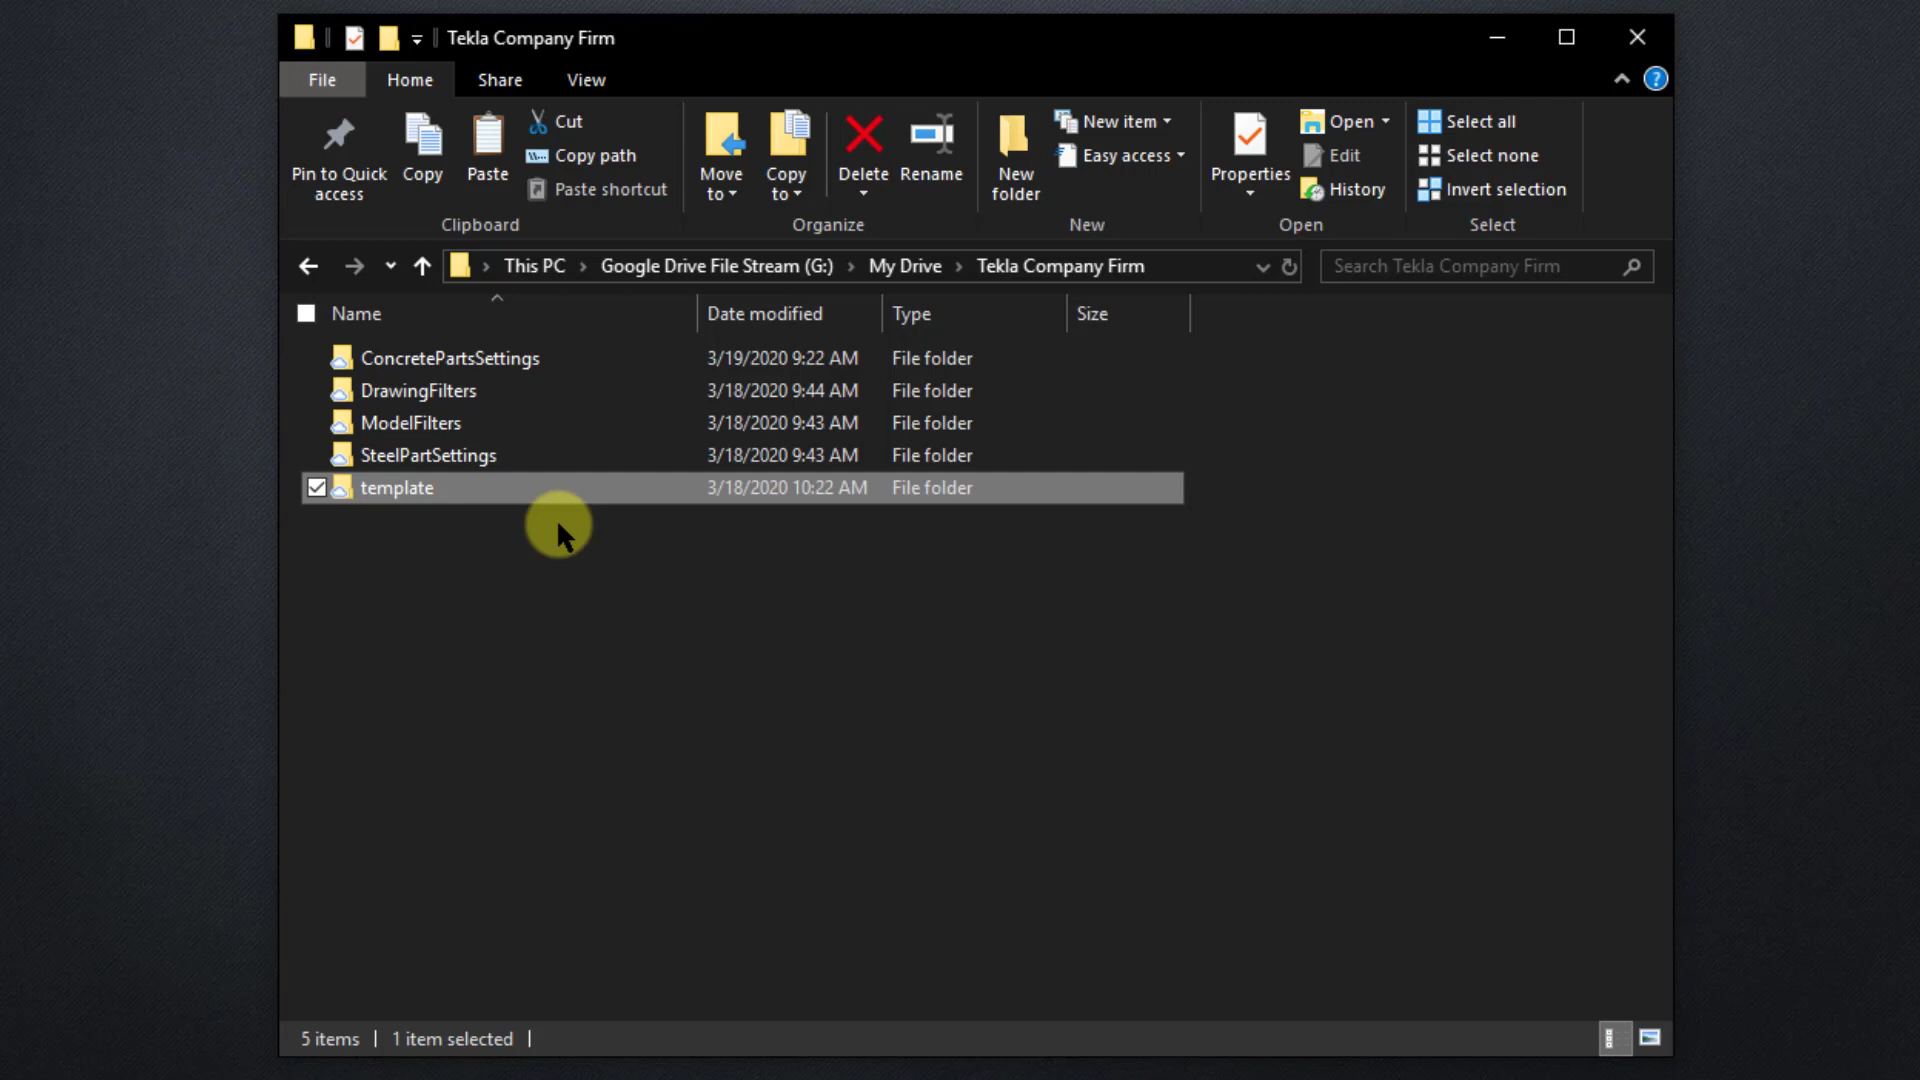 Tekla Company Firm
File Home Share View
Pin to Quick access
Copy
Paste
Cut
Copy path
Paste shortcut
Clipboard
Move to
Copy to
Delete
Rename
Organize
New folder
New item
Easy access
New
Properties
Open
Edit
History
Open
Select all
Select none
Invert selection
Select
This PC Google Drive File Stream (G:) My Drive Tekla Company Firm
Search Tekla Company Firm
Name Date modified Type Size
ConcretePartsSettings 3/19/2020 9:22 AM File folder
DrawingFilters 3/18/2020 9:44 AM File folder
ModelFilters 3/18/2020 9:43 AM File folder
SteelPartSettings 3/18/2020 9:43 AM File folder
template 3/18/2020 10:22 AM File folder
5 items 1 item selected